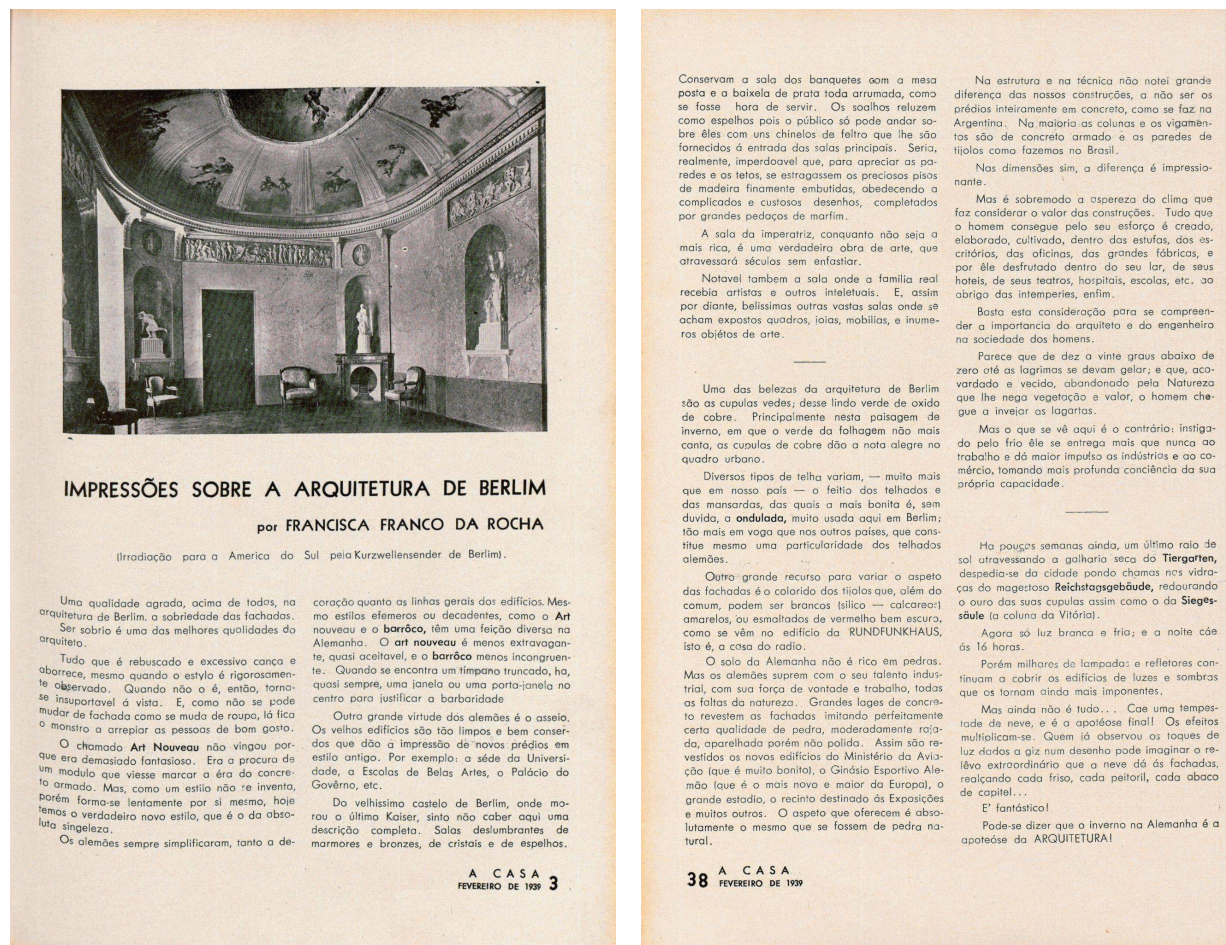 IMPRESSÕES SOBRE A ARQUITETURA DE BERLIM
por FRANCISCA FRANCO DA ROCHA
(Irradiação para a America do Sul pela Kurzwellensender de Berlim).
Uma qualidade agrada, acima de todas, na
arquitetura de Berlim. a sobriedade das fachadas.
Ser sobrio é uma das melhores qualidades do
arquiteto.
Tudo que é rebuscado e excessivo cança e
aborrece, mesmo quando o estylo é rigorosamen-
te observado. Quando não o é, então, torna-
se insuportavel á vista. E, como não se pode
mudar de fachada como se muda de roupa, lá fica
o monstro a arrepiar as pessoas de bom gosto.
O chamado Art Nouveau não vingou por-
que era demasiado fantasioso. Era a procura de
um modulo que viesse marcar a éra do concre-
to armado. Mas, como um estilo não se inventa,
porém forma-se lentamente por si mesmo, hoje
temos o verdadeiro novo estilo, que é o da abso-
luta singeleza.
Os alemães sempre simplificaram, tanto a de-
coração quanto as linhas gerais dos edifícios. Mes-
mo estilos efemeros ou decadentes, como o Art
nouveau e o barrôco, têm uma feição diversa na
Alemanha. O art nouveau é menos extravagan-
te, quasi aceitavel, e o barrôco menos incongruen-
te. Quando se encontra um tímpano truncado, ha,
quasi sempre, uma janela ou uma porta-janela no
centro para justificar a barbaridade
Outra grande virtude dos alemães é o asseio.
Os velhos edifícios são tão limpos e bem conser-
dos que dão a impressão de novos prédios em
estilo antigo. Por exemplo: a séde da Universi-
dade, a Escolas de Belas Artes, o Palácio do
Govêrno, etc.
Do velhissimo castelo de Berlim, onde mo-
rou o último Kaiser, sinto não caber aqui uma
descrição completa. Salas deslumbrantes de
marmores e bronzes, de cristais e de espelhos.
A CASA
FEVEREIRO DE 1939 3
Conservam a sala dos banquetes com a mesa
posta e a baixela de prata toda arrumada, como
se fosse hora de servir. Os soalhos reluzem
como espelhos pois o público só pode andar so-
bre êles com uns chinelos de feltro que lhe são
fornecidos á entrada das salas principais. Seria,
realmente, imperdoavel que, para apreciar as pa-
redes e os tetos, se estragassem os preciosos pisos
de madeira finamente embutidas, obedecendo a
complicados e custosos desenhos, completados
por grandes pedaços de marfim.
A sala da imperatriz, conquanto não seja a
mais rica, é uma verdadeira obra de arte, que
atravessará séculos sem enfastiar.
Notavel tambem a sala onde a familia real
recebia artistas e outros inteletuais. E, assim
por diante, belissimas outras vastas salas onde se
acham expostos quadros, joias, mobilias, e inume-
ros objétos de arte.
Uma das belezas da arquitetura de Berlim
são as cupulas vedes; desse lindo verde de oxido
de cobre. Principalmente nesta paisagem de
inverno, em que o verde da folhagem não mais
canta, as cupulas de cobre dão a nota alegre no
quadro urbano.
Diversos tipos de telha variam, — muito mais
que em nosso país — o feitio dos telhados e
das mansardas, das quais a mais bonita é, sem
duvida, a ondulada, muito usada aqui em Berlim;
tão mais em voga que nos outros países, que cons-
titue mesmo uma particularidade dos telhados
alemães.
Outro grande recurso para variar o aspeto
das fachadas é o colorido dos tijolos que, além do
comum, podem ser brancos (silico — calcareos)
amarelos, ou esmaltados de vermelho bem escuro,
como se vêm no edifício da RUNDFUNKHAUS,
isto é, a casa do radio.
O solo da Alemanha não é rico em pedras.
Mas os alemães suprem com o seu talento indus-
trial, com sua força de vontade e trabalho, todas
as faltas da natureza. Grandes lages de concre-
to revestem as fachadas imitando perfeitamente
certa qualidade de pedra, moderadamente raja-
da, aparelhada porém não polida. Assim são re-
vestidos os novos edifícios do Ministério da Avia-
ção (que é muito bonito), o Ginásio Esportivo Ale-
mão (que é o mais novo e maior da Europa), o
grande estadio, o recinto destinado ás Exposições
e muitos outros. O aspeto que oferecem é abso-
lutamente o mesmo que se fossem de pedra na-
tural.
Na estrutura e na técnica não notei grande
diferença das nossos construções, a não ser os
prédios inteiramente em concreto, como se faz na
Argentina. Na maioria as colunas e os vigamen-
tos são de concreto armado e as paredes de
tijolos como fazemos no Brasil.
Nas dimensões sim, a diferença é impressio-
nante.
Mas é sobremodo a aspereza do clima que
faz considerar o valor das construções. Tudo que
o homem consegue pelo seu esforço é creado,
elaborado, cultivado, dentro das estufas, dos es-
critórios, das oficinas, das grandes fábricas, e
por êle desfrutado dentro do seu lar, de seus
hoteis, de seus teatros, hospitais, escolas, etc. ao
abrigo das intemperies, enfim.
Basta esta consideração para se compreen-
der a importancia do arquiteto e do engenheiro
na sociedade dos homens.
Parece que de dez a vinte graus abaixo de
zero até as lagrimas se devam gelar; e que, aco-
vardado e vecido, abandonado pela Natureza
que lhe nega vegetação e valor, o homem che-
gue a invejar as lagartas.
Mas o que se vê aqui é o contrário: instiga-
do pelo frio êle se entrega mais que nunca ao
trabalho e dá maior impulso as indústrias e ao co-
mércio, tomando mais profunda conciência da sua
própria capacidade.
Ha poucos semanas ainda, um último raio de
sol atravessando a galharia seca do Tiergarten,
despedia-se da cidade pondo chamas nas vidra-
ças do magestoso Reichstagsgebäude, redourando
o ouro das suas cupulas assim como o da Sieges-
säule (a coluna da Vitória).
Agora só luz branca e fria; e a noite cáe
ás 16 horas.
Porém milhares de lampadas e refletores con-
tinuam a cobrir os edifícios de luzes e sombras
que os tornam ainda mais imponentes.
Mas ainda não é tudo... Cae uma tempes-
tade de neve, e é a apotéose final! Os efeitos
multiplicam-se. Quem já observou os toques de
luz dados a giz num desenho pode imaginar o re-
lêvo extraordinário que a neve dá ás fachadas,
realçando cada friso, cada peitoril, cada abaco
de capitel...
E' fantástico!
Pode-se dizer que o inverno na Alemanha é a
apoteóse da ARQUITETURA!
38 A CASA
FEVEREIRO DE 1939